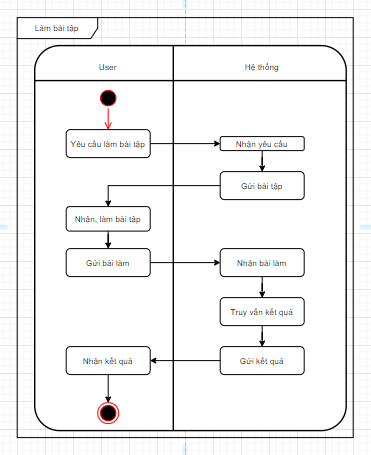 Làm bài tập
User
Hệ thống
Yêu cầu làm bài tập
Nhận yêu cầu
Gửi bài tập
Nhận, làm bài tập
Gửi bài làm
Nhận bài làm
Truy vấn kết quả
Nhận kết quả
Gửi kết quả